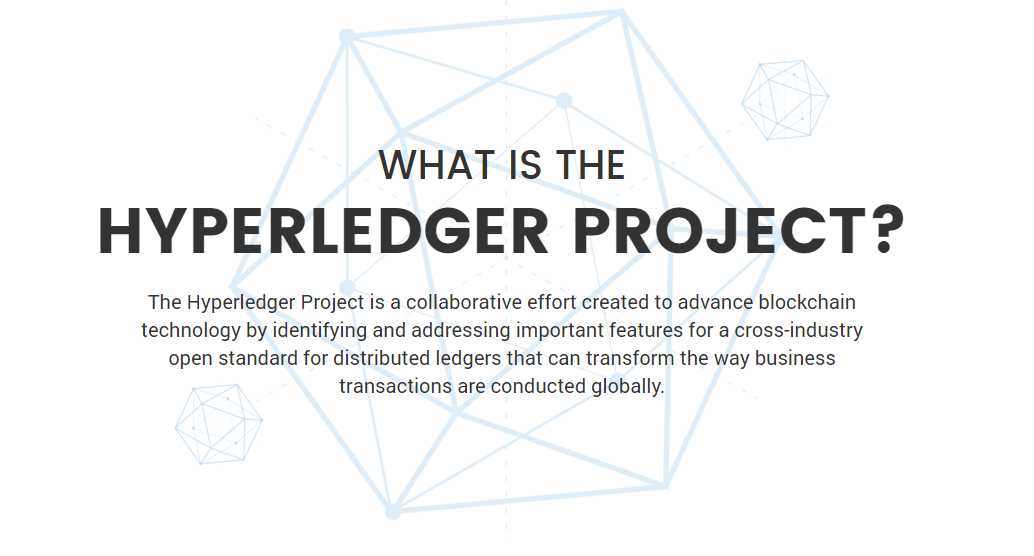 WHAT IS THE
HYPERLEDGER PROJECT?
The Hyperledger Project is a collaborative effort created to advance blockchain
technology by identifying and addressing important features for a cross-industry
open standard for distributed ledgers that can transform the way business
transactions are conducted globally.